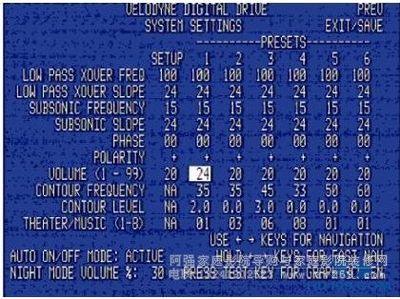 VELODYNE DIGITAL DRIVE PREV
SYSTEM SETTINGS EXIT/SAVE
PRESETS
SETUP 1 2 3 4 5 6
LOW PASS XOVER FREQ 100 100 100 100 100 100 100
LOW PASS XOVER SLOPE 24 24 24 24 24 24 24
SUBSONIC FREQUENCY 15 15 15 15 15 15 15
SUBSONIC SLOPE 24 24 24 24 24 24 24
PHASE 00 00 00 00 00 00 00
POLARITY + + + + + + +
VOLUME (1 - 99) 20 24 20 20 20 20 20
CONTOUR FREQUENCY NA 35 35 45 33 50 60
CONTOUR LEVEL NA 2.0 0.0 3.0 0.0 0.0 0.0
THEATER/MUSIC (1-8) NA 01 03 06 08 01 01
USE ← → KEYS FOR NAVIGATION
AUTO ON/OFF MODE: ACTIVE HOLD KEYS FOR FAST
NIGHT MODE VOLUME %: 30 PRESS TEST KEY FOR GRAPHIC EQ